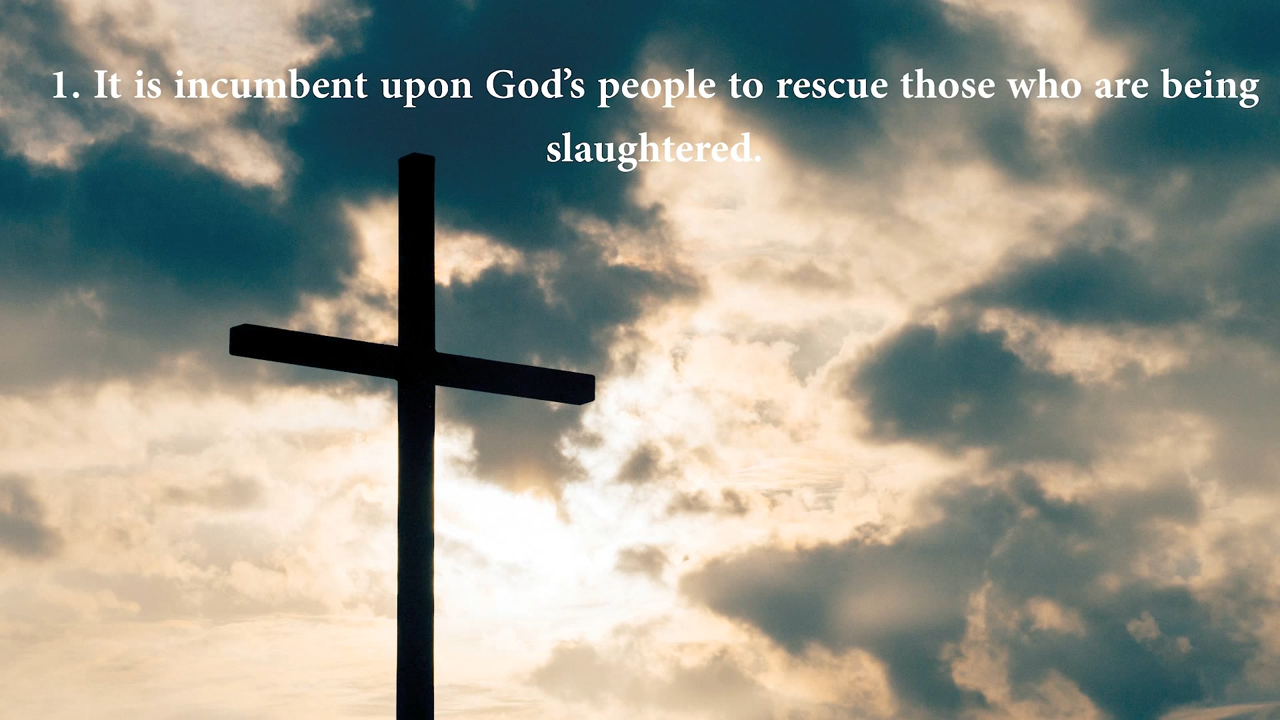 1. It is incumbent upon God’s people to rescue those who are being
slaughtered.